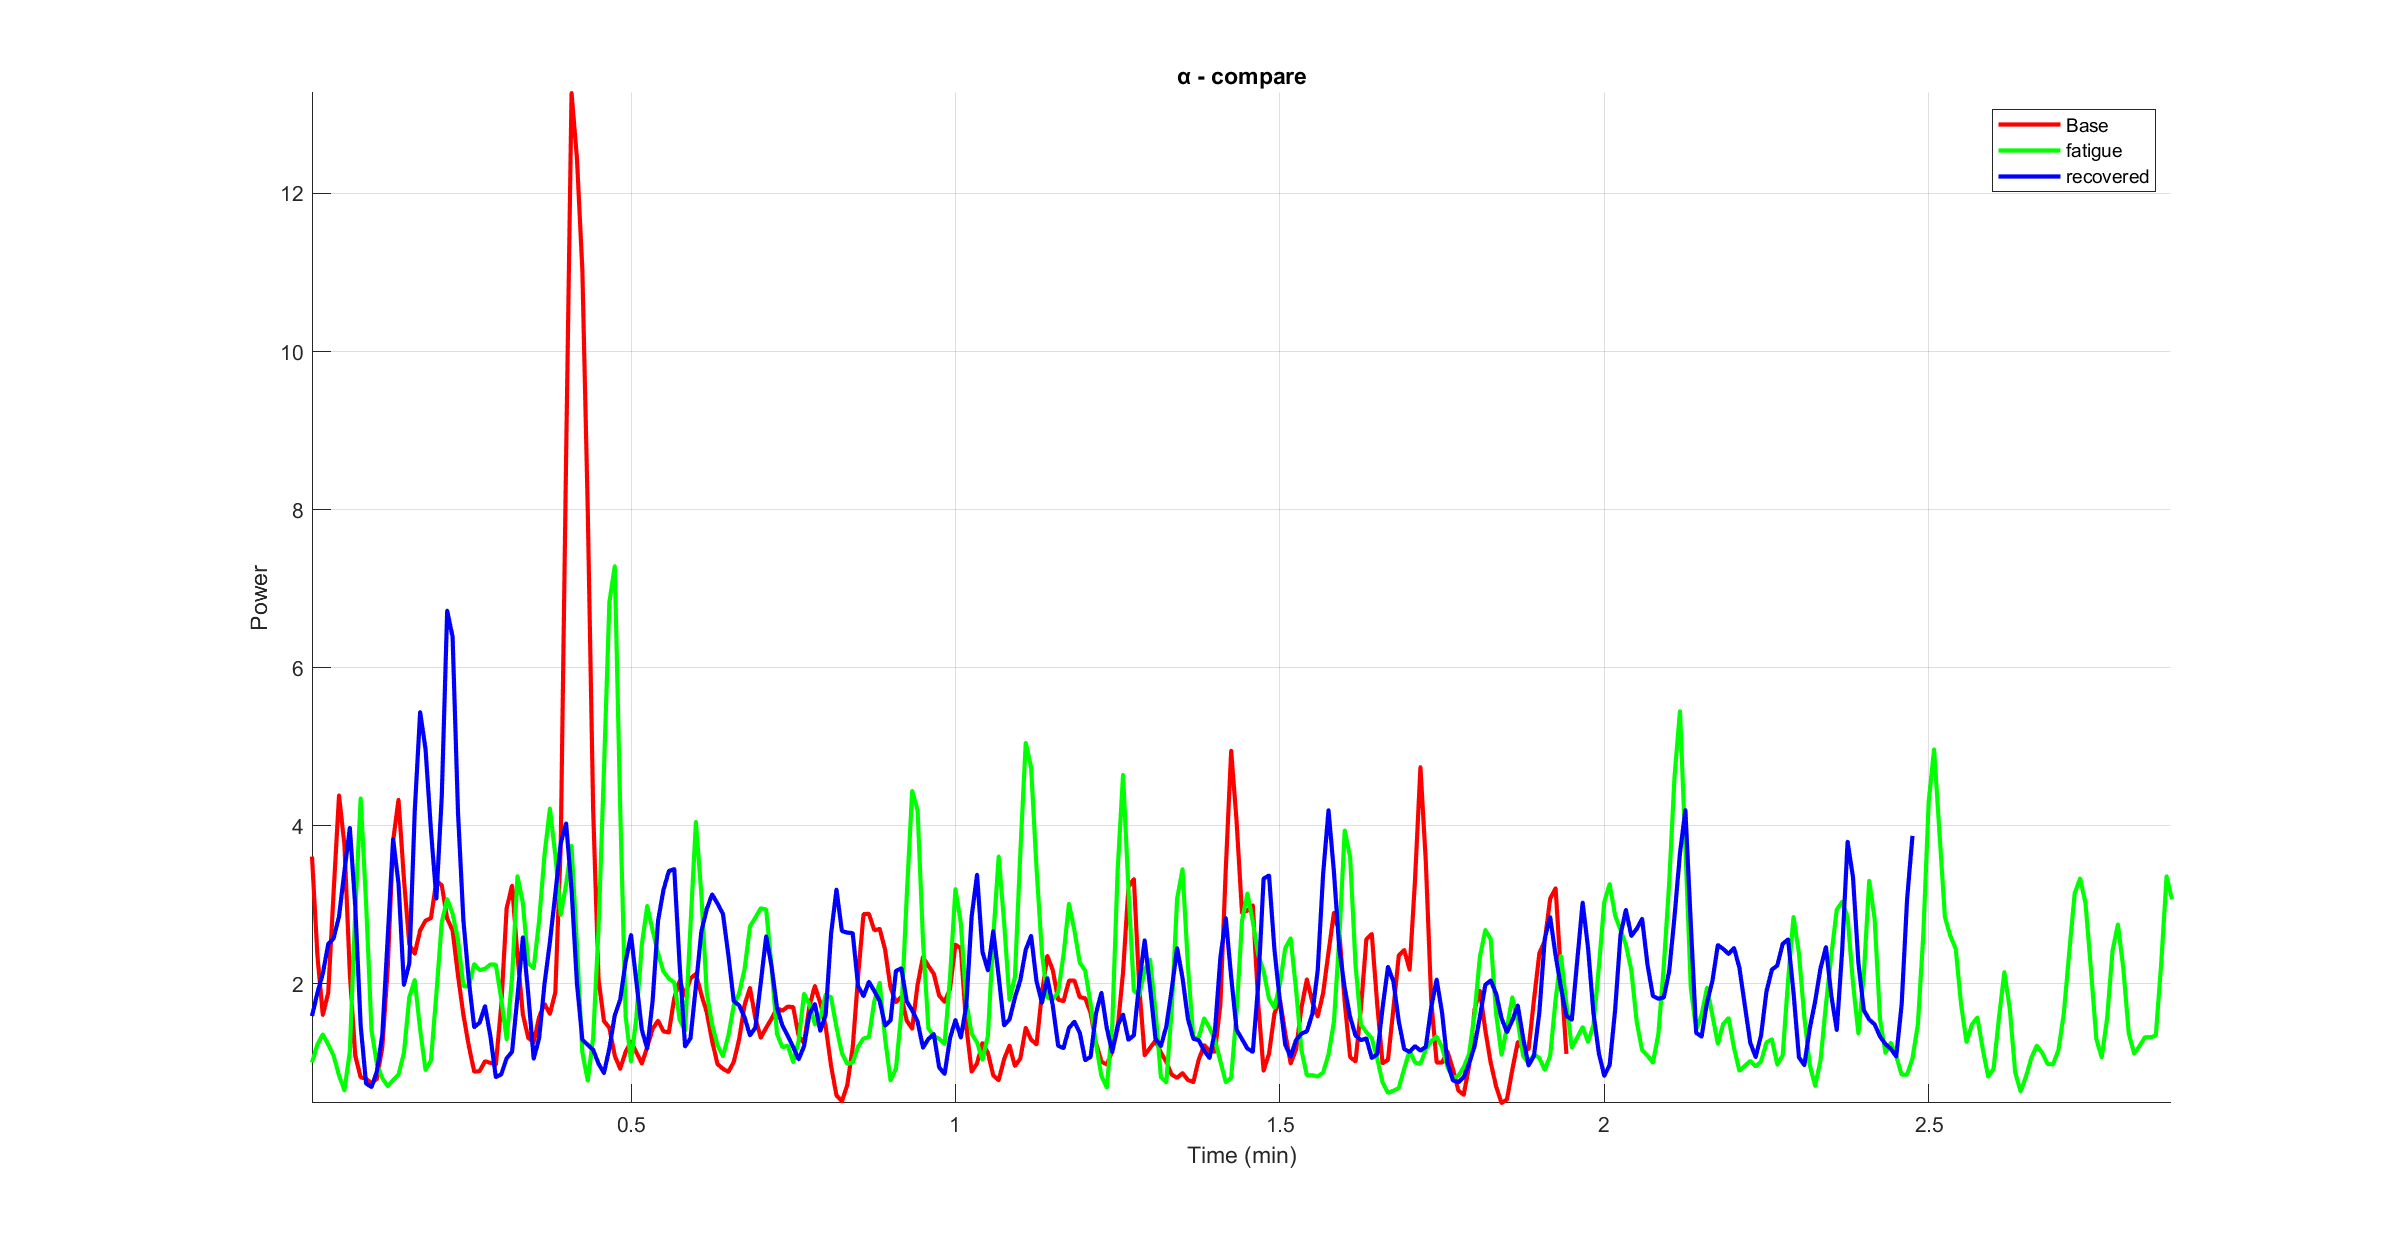 α - compare
Base
fatigue
recovered
12
10
8
6
4
2
Power
0.5 1 1.5 2 2.5
Time (min)